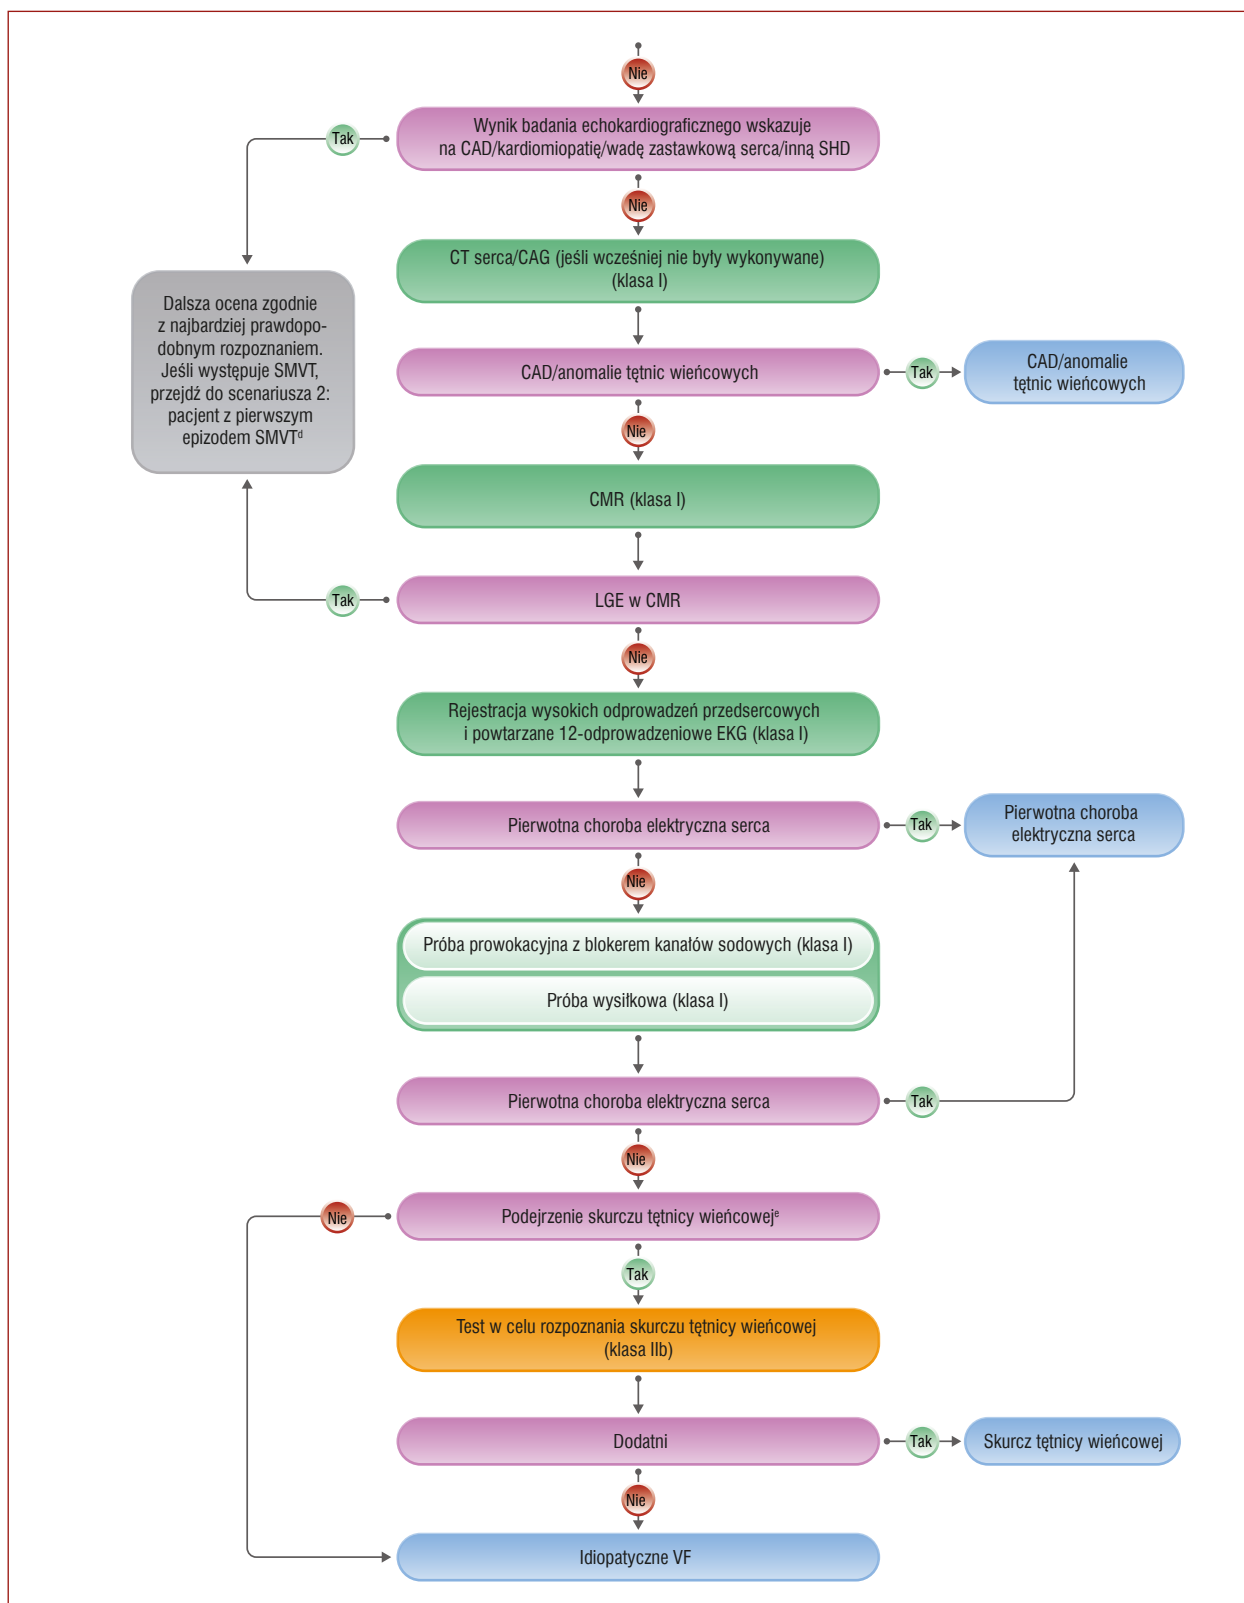 Nie
Wynik badania echokardiograficznego wskazuje
na CAD/kardiomiopatię/wadę zastawkową serca/inną SHD
Tak
Nie
CT serca/CAG (jeśli wcześniej nie były wykonywane)
(klasa I)
Dalsza ocena zgodnie
z najbardziej prawdopo-
dobnym rozpoznaniem.
Jeśli występuje SMVT,
przejdź do scenariusza 2:
pacjent z pierwszym
epizodem SMVTᵈ
CAD/anomalie tętnic wieńcowych
Tak
CAD/anomalie
tętnic wieńcowych
Nie
CMR (klasa I)
LGE w CMR
Tak
Nie
Rejestracja wysokich odprowadzeń przedsercowych
i powtarzane 12-odprowadzeniowe EKG (klasa I)
Pierwotna choroba elektryczna serca
Tak
Pierwotna choroba
elektryczna serca
Nie
Próba prowokacyjna z blokerem kanałów sodowych (klasa I)
Próba wysiłkowa (klasa I)
Pierwotna choroba elektryczna serca
Tak
Nie
Podejrzenie skurczu tętnicy wieńcowejᵉ
Nie
Tak
Test w celu rozpoznania skurczu tętnicy wieńcowej
(klasa IIb)
Dodatni
Tak
Skurcz tętnicy wieńcowej
Nie
Idiopatyczne VF